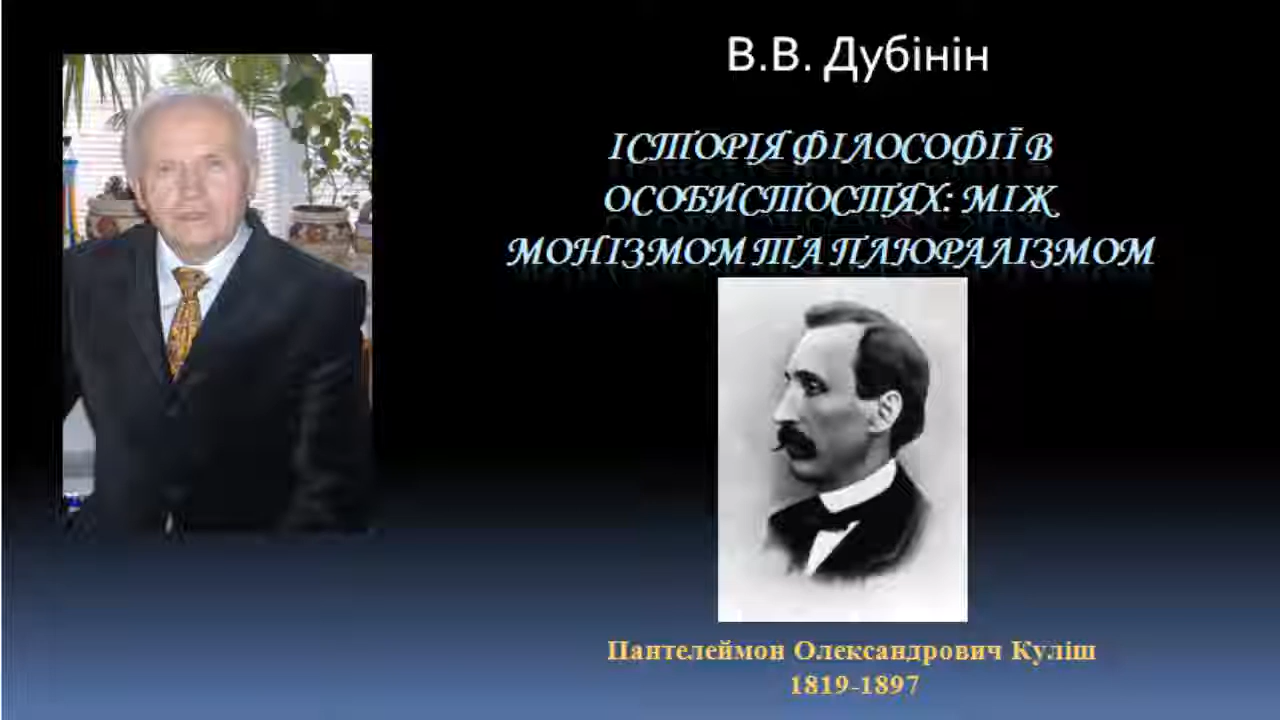 В.В. Дубінін
ІСТОРІЯ ФІЛОСОФІЇ В
ОСОБИСТОСТЯХ: МІЖ
МОНІЗМОМ ТА ПЛЮРАЛІЗМОМ
Пантелеймон Олександрович Куліш
1819-1897